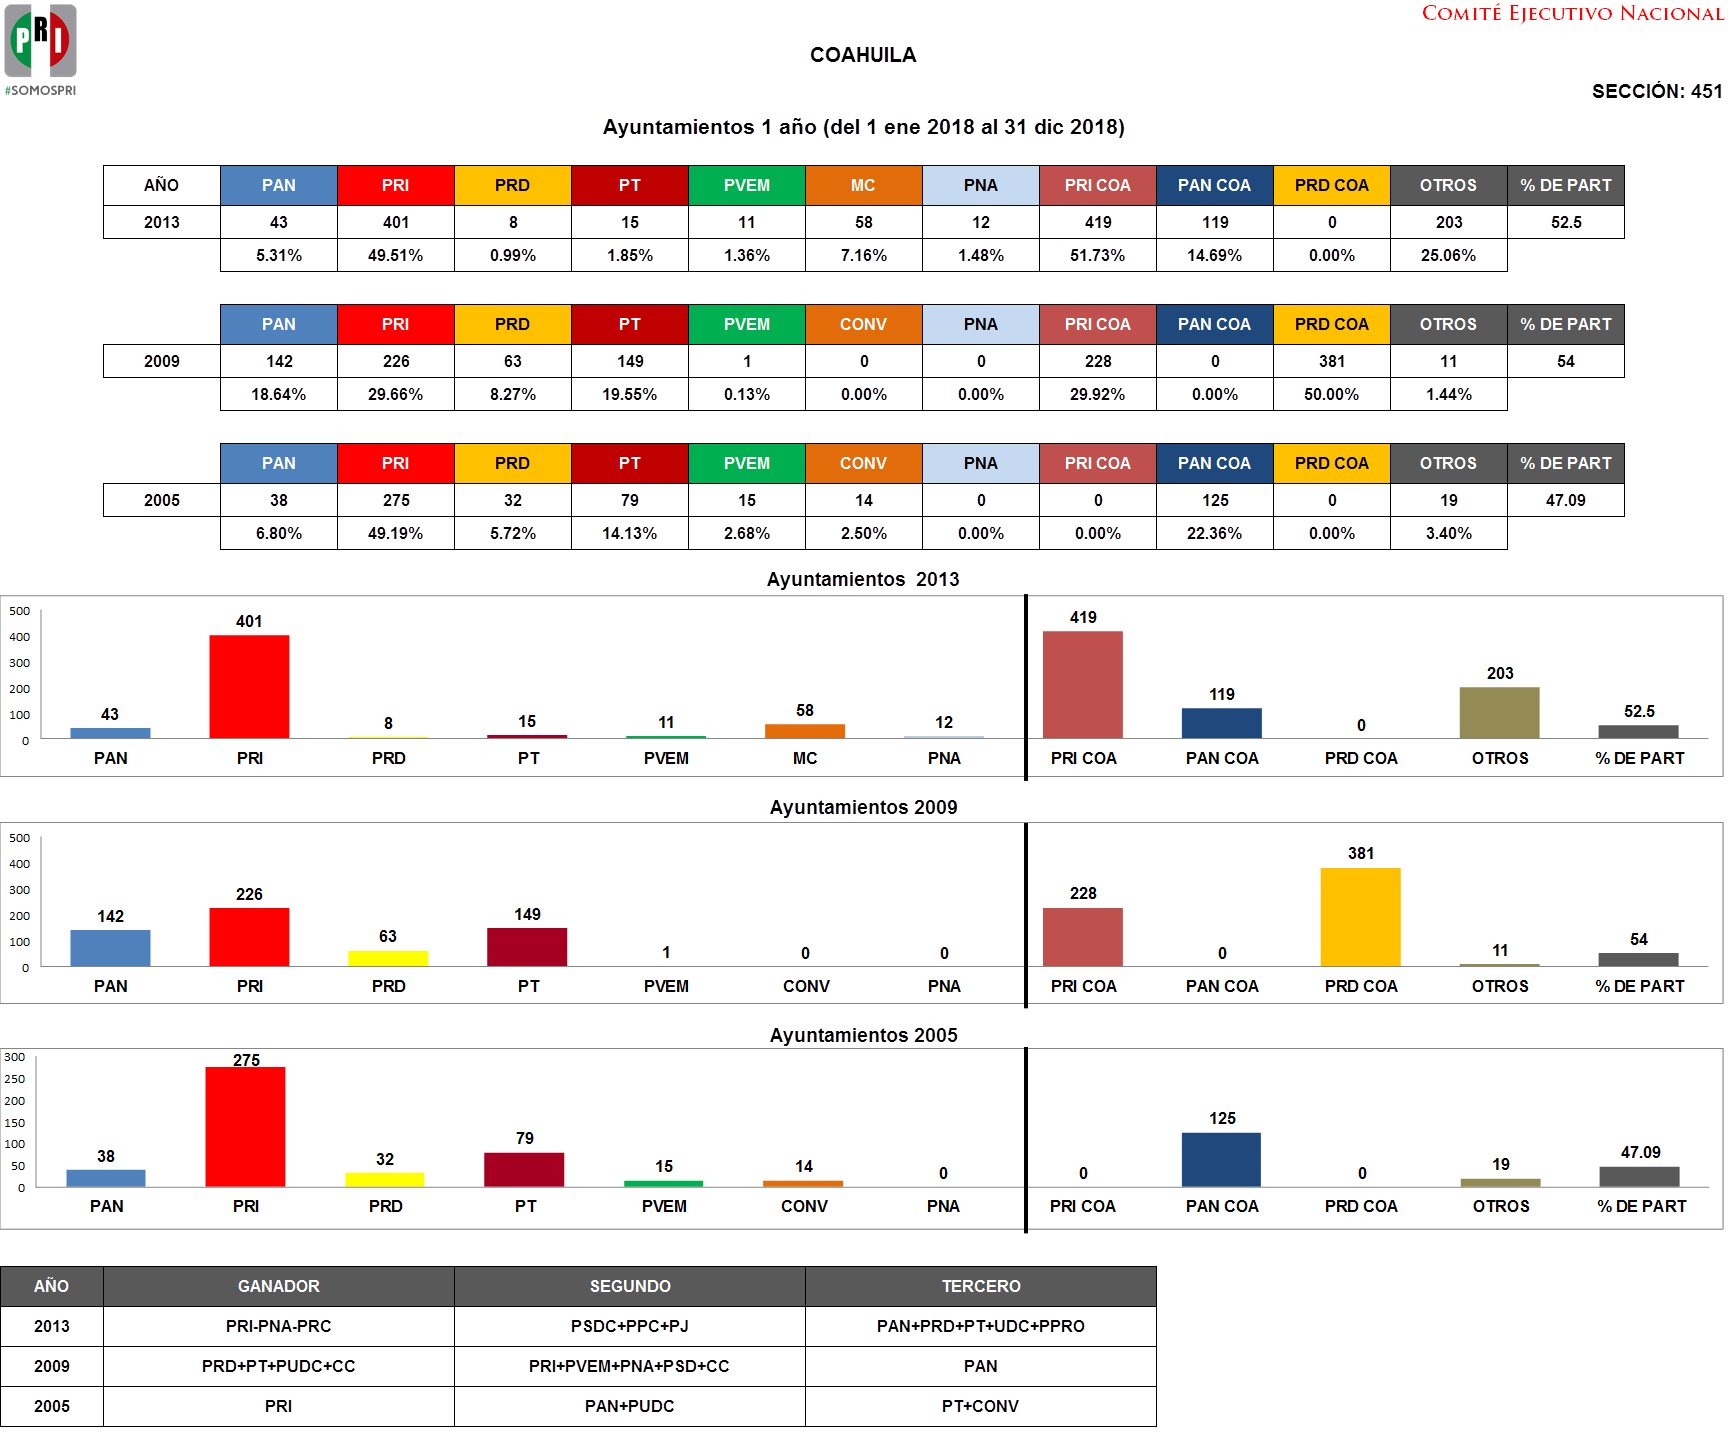 COMITÉ EJECUTIVO NACIONAL
PRI
#SOMOSPRI
COAHUILA
SECCIÓN: 451
Ayuntamientos 1 año (del 1 ene 2018 al 31 dic 2018)
AÑO PAN PRI PRD PT PVEM MC PNA PRI COA PAN COA PRD COA OTROS % DE PART
2013 43 401 8 15 11 58 12 419 119 0 203 52.5
5.31% 49.51% 0.99% 1.85% 1.36% 7.16% 1.48% 51.73% 14.69% 0.00% 25.06%
PAN PRI PRD PT PVEM CONV PNA PRI COA PAN COA PRD COA OTROS % DE PART
2009 142 226 63 149 1 0 0 228 0 381 11 54
18.64% 29.66% 8.27% 19.55% 0.13% 0.00% 0.00% 29.92% 0.00% 50.00% 1.44%
PAN PRI PRD PT PVEM CONV PNA PRI COA PAN COA PRD COA OTROS % DE PART
2005 38 275 32 79 15 14 0 0 125 0 19 47.09
6.80% 49.19% 5.72% 14.13% 2.68% 2.50% 0.00% 0.00% 22.36% 0.00% 3.40%
Ayuntamientos 2013
500
400
300
200
100
0
43 401 8 15 11 58 12 419 119 0 203 52.5
PAN PRI PRD PT PVEM MC PNA PRI COA PAN COA PRD COA OTROS % DE PART
Ayuntamientos 2009
500
400
300
200
100
0
142 226 63 149 1 0 0 228 0 381 11 54
PAN PRI PRD PT PVEM CONV PNA PRI COA PAN COA PRD COA OTROS % DE PART
Ayuntamientos 2005
300
250
200
150
100
50
0
38 275 32 79 15 14 0 0 125 0 19 47.09
PAN PRI PRD PT PVEM CONV PNA PRI COA PAN COA PRD COA OTROS % DE PART
AÑO GANADOR SEGUNDO TERCERO
2013 PRI-PNA-PRC PSDC+PPC+PJ PAN+PRD+PT+UDC+PPRO
2009 PRD+PT+PUDC+CC PRI+PVEM+PNA+PSD+CC PAN
2005 PRI PAN+PUDC PT+CONV